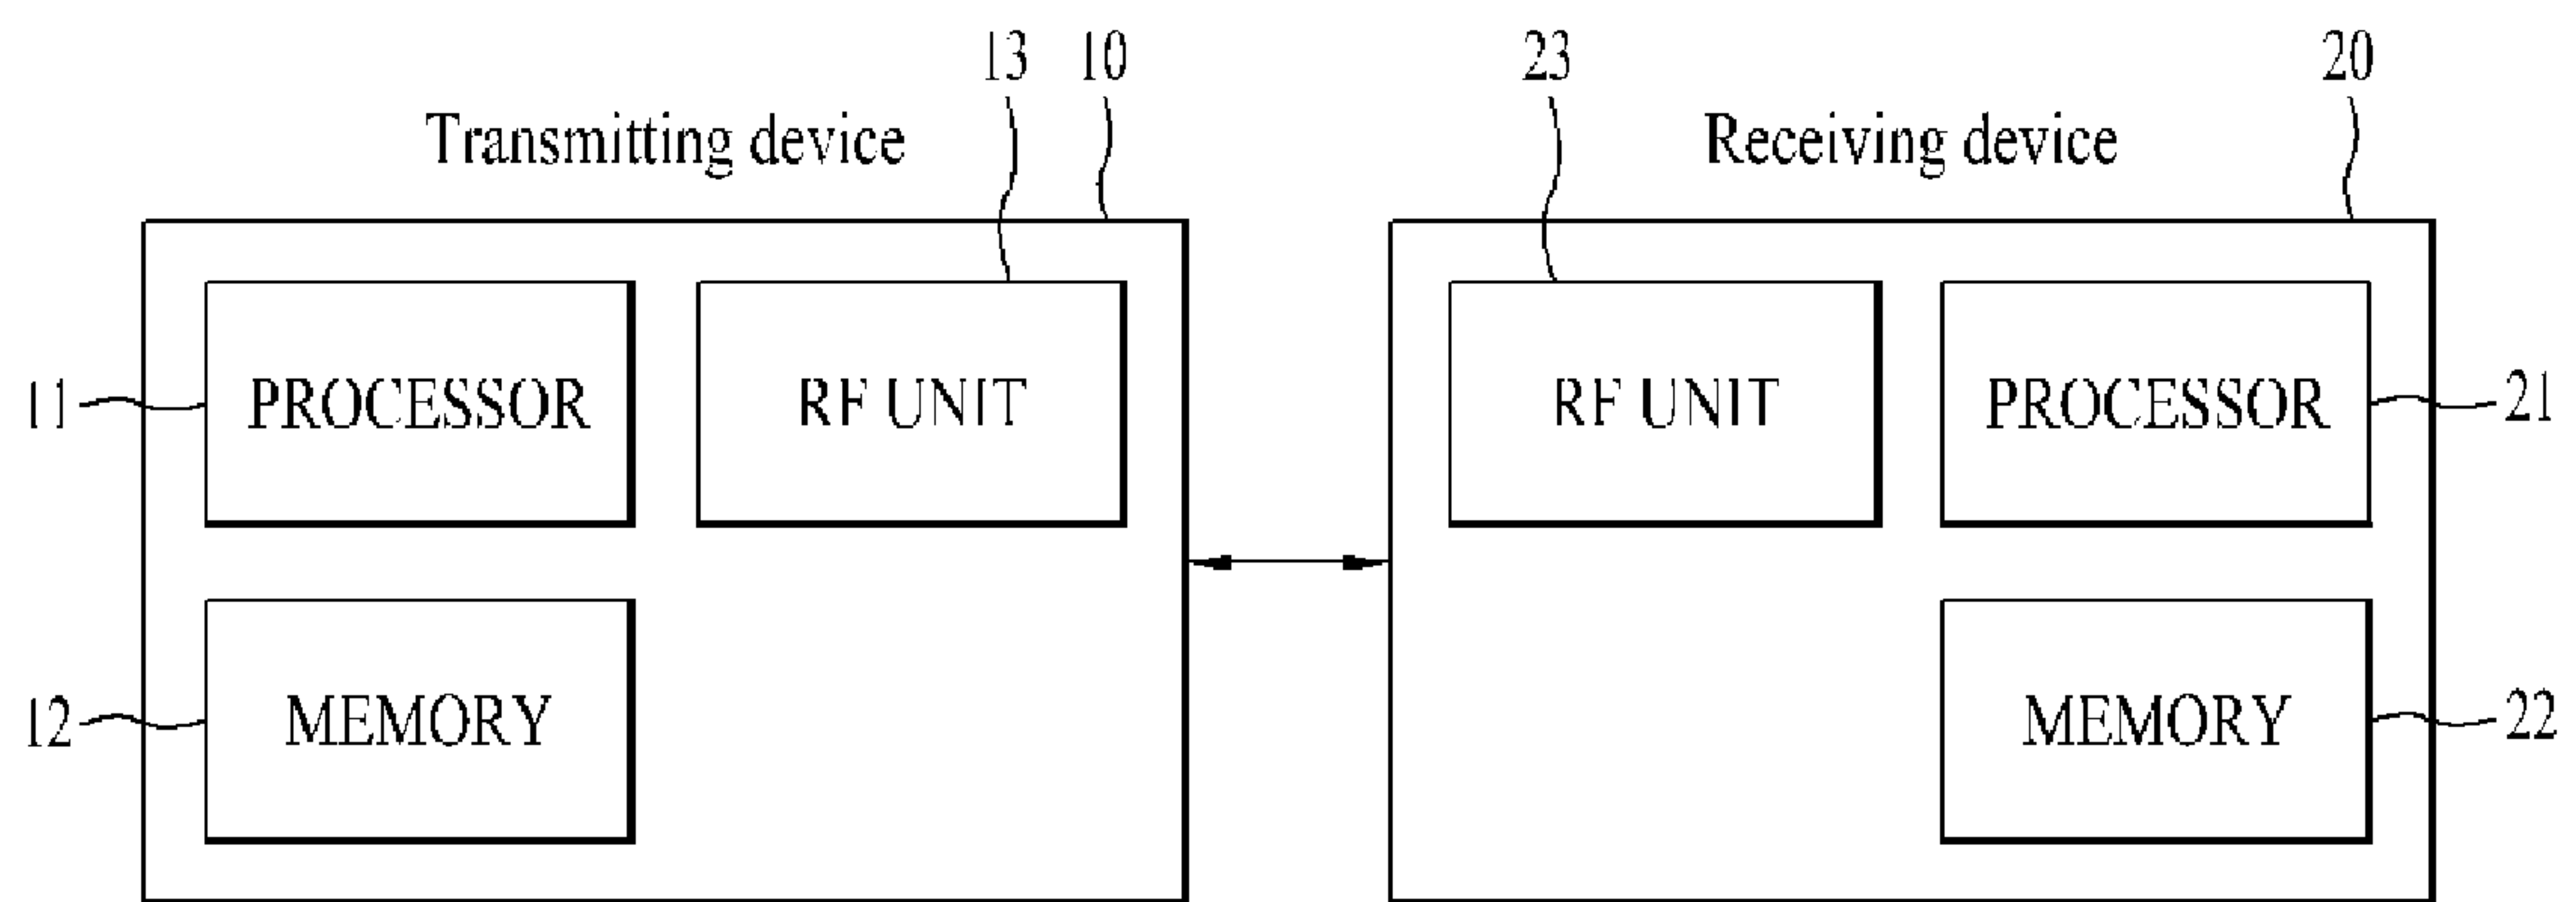 13 10 23 20
Transmitting device Receiving device
11 PROCESSOR RF UNIT RF UNIT PROCESSOR 21
12 MEMORY MEMORY 22